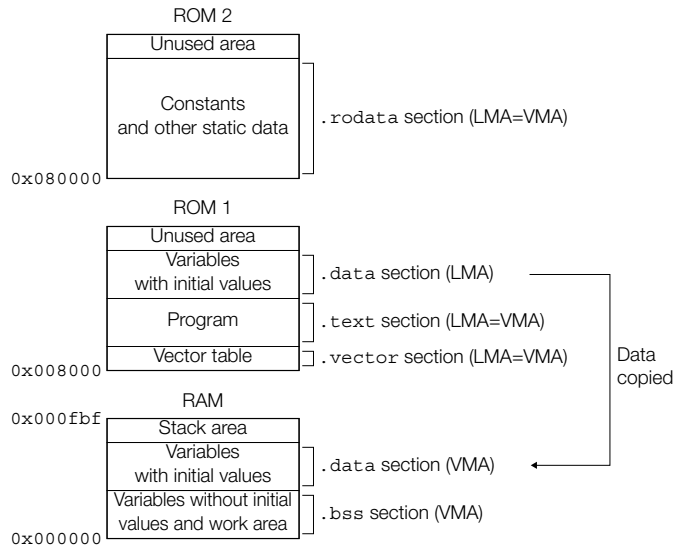 ROM 2
Unused area
Constants
and other static data
.rodata section (LMA=VMA)
0x080000
ROM 1
Unused area
Variables
with initial values
.data section (LMA)
Program
.text section (LMA=VMA)
Vector table
.vector section (LMA=VMA)
0x008000
Data
copied
RAM
0x000fbf
Stack area
Variables
with initial values
.data section (VMA)
Variables without initial
values and work area
.bss section (VMA)
0x000000